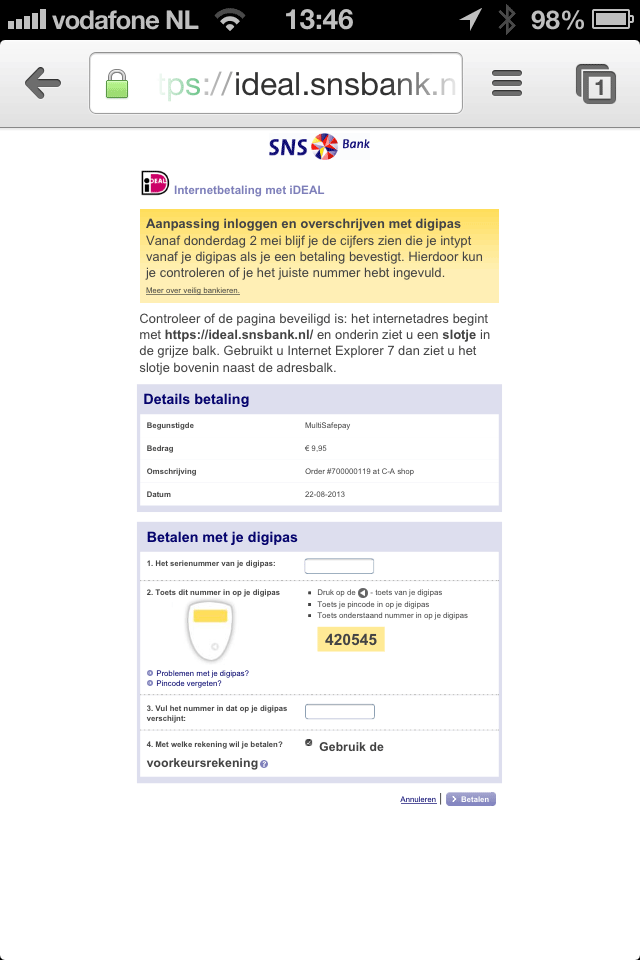 vodafone NL 13:46 98%
tps://ideal.snsbank.n 1
SNS Bank
iDEAL Internetbetaling met iDEAL
Aanpassing inloggen en overschrijven met digipas
Vanaf donderdag 2 mei blijf je de cijfers zien die je intypt
vanaf je digipas als je een betaling bevestigt. Hierdoor kun
je controleren of je het juiste nummer hebt ingevuld.
Meer over veilig bankieren.
Controleer of de pagina beveiligd is: het internetadres begint
met https://ideal.snsbank.nl/ en onderin ziet u een slotje in
de grijze balk. Gebruikt u Internet Explorer 7 dan ziet u het
slotje bovenin naast de adresbalk.
Details betaling
Begunstigde MultiSafepay
Bedrag € 9,95
Omschrijving Order #700000119 at C-A shop
Datum 22-08-2013
Betalen met je digipas
1. Het serienummer van je digipas:
2. Toets dit nummer in op je digipas
Druk op de - toets van je digipas
Toets je pincode in op je digipas
Toets onderstaand nummer in op je digipas
420545
Problemen met je digipas?
Pincode vergeten?
3. Vul het nummer in dat op je digipas
verschijnt:
4. Met welke rekening wil je betalen? Gebruik de
voorkeursrekening ?
Annuleren | Betalen